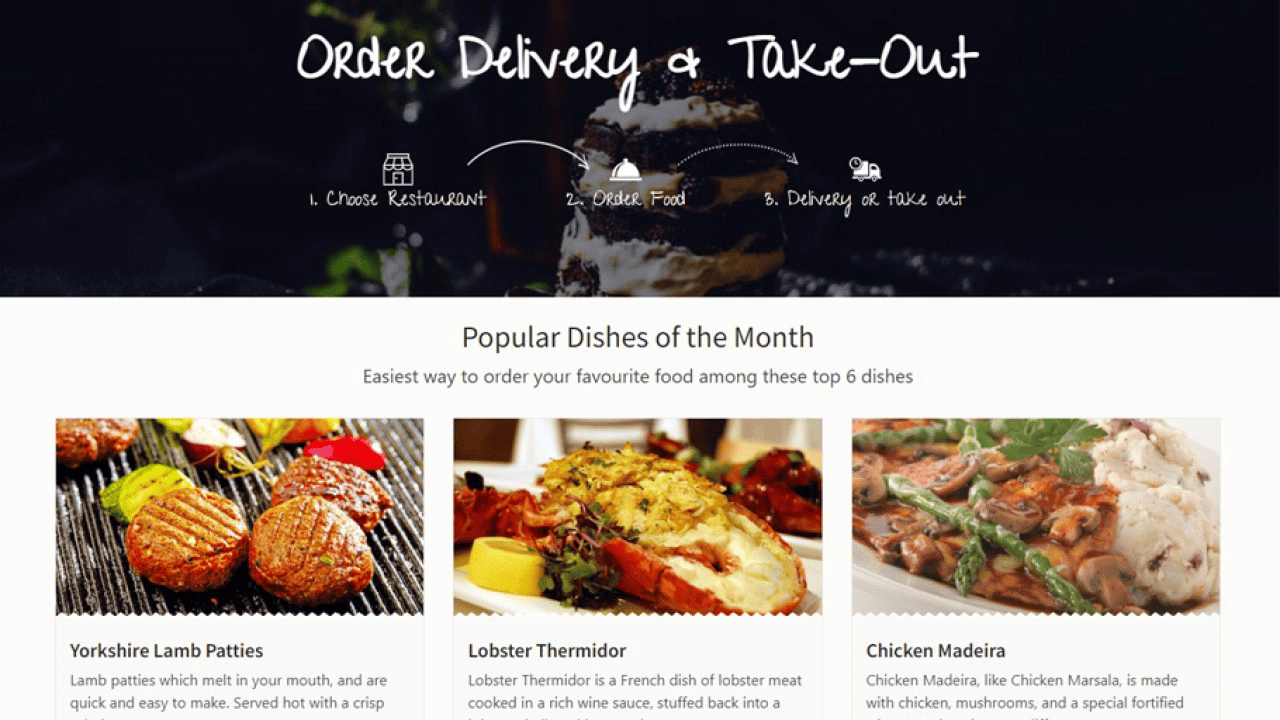 Order Delivery & Take-Out
1. Choose Restaurant
2. Order Food
3. Delivery or take out
Popular Dishes of the Month
Easiest way to order your favourite food among these top 6 dishes
Yorkshire Lamb Patties
Lamb patties which melt in your mouth, and are
quick and easy to make. Served hot with a crisp
Lobster Thermidor
Lobster Thermidor is a French dish of lobster meat
cooked in a rich wine sauce, stuffed back into a
Chicken Madeira
Chicken Madeira, like Chicken Marsala, is made
with chicken, mushrooms, and a special fortified